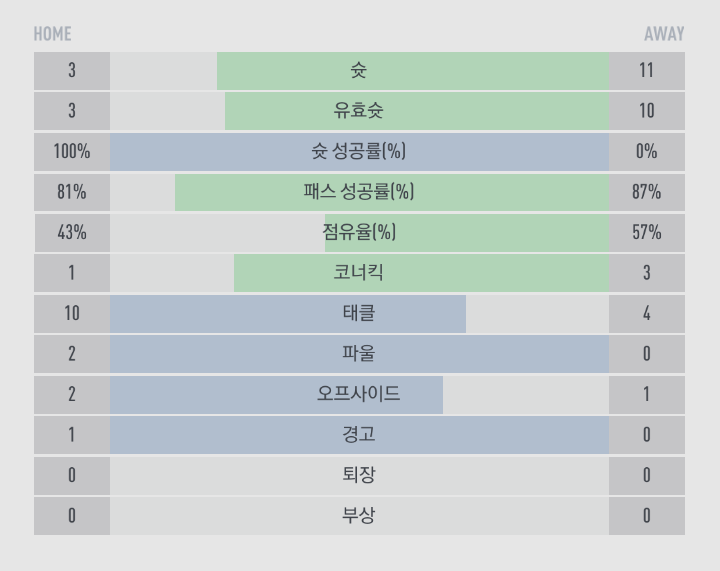 HOME AWAY
3 슛 11
3 유효슛 10
100% 슛 성공률(%) 0%
81% 패스 성공률(%) 87%
43% 점유율(%) 57%
1 코너킥 3
10 태클 4
2 파울 0
2 오프사이드 1
1 경고 0
0 퇴장 0
0 부상 0